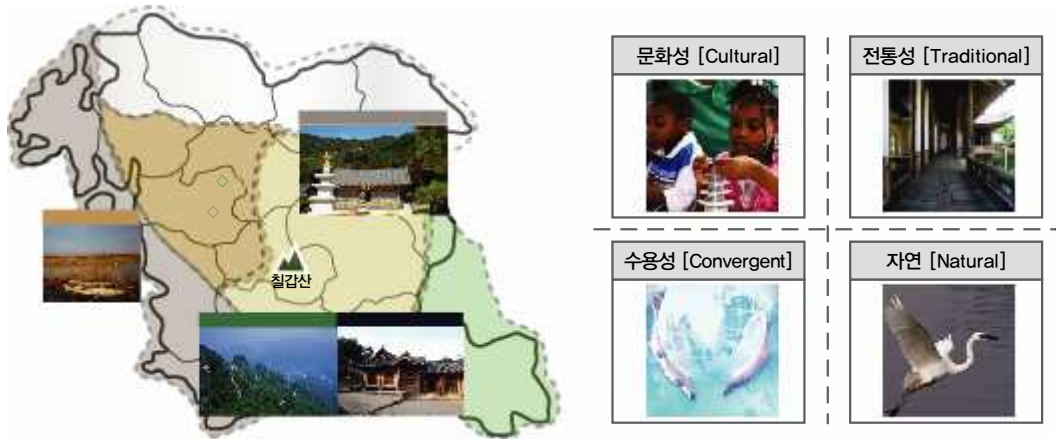 칠갑산
문화성 [Cultural]
전통성 [Traditional]
수용성 [Convergent]
자연 [Natural]